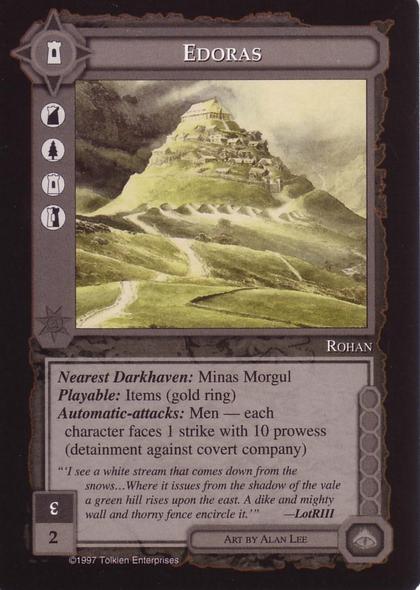 EDORAS
ROHAN
Nearest Darkhaven: Minas Morgul
Playable: Items (gold ring)
Automatic-attacks: Men — each
character faces 1 strike with 10 prowess
(detainment against covert company)
“‘I see a white stream that comes down from the
snows...Where it issues from the shadow of the vale
a green hill rises upon the east. A dike and mighty
wall and thorny fence encircle it.’” —LotRIII
ε
2
ART BY ALAN LEE
©1997 Tolkien Enterprises